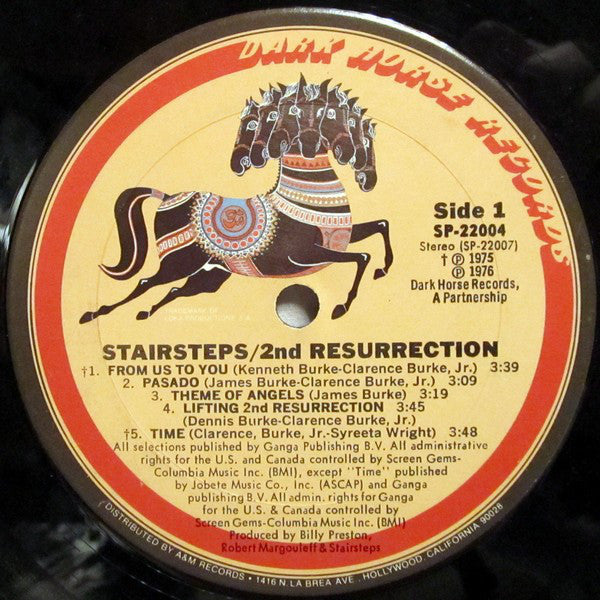 DARK HORSE RECORDS
Side 1
SP-22004
Stereo (SP-22007)
† ℗ 1975
℗ 1976
Dark Horse Records,
A Partnership
TRADEMARK OF
LOKA PRODUCTIONS S.A.
STAIRSTEPS/2nd RESURRECTION
†1. FROM US TO YOU (Kenneth Burke-Clarence Burke, Jr.) 3:39
2. PASADO (James Burke-Clarence Burke, Jr.) 3:09
3. THEME OF ANGELS (James Burke) 3:19
4. LIFTING 2nd RESURRECTION 3:45
(Dennis Burke-Clarence Burke, Jr.)
†5. TIME (Clarence, Burke, Jr.-Syreeta Wright) 3:48
All selections published by Ganga Publishing B.V. All administrative
rights for the U.S. and Canada controlled by Screen Gems-
Columbia Music Inc. (BMI), except "Time" published
by Jobete Music Co., Inc. (ASCAP) and Ganga
publishing B.V. All admin. rights for Ganga
for the U.S. & Canada controlled by
Screen Gems-Columbia Music Inc. (BMI)
Produced by Billy Preston,
Robert Margouleff & Stairsteps
DISTRIBUTED BY A&M RECORDS • 1416 N. LA BREA AVE., HOLLYWOOD, CALIFORNIA 90028